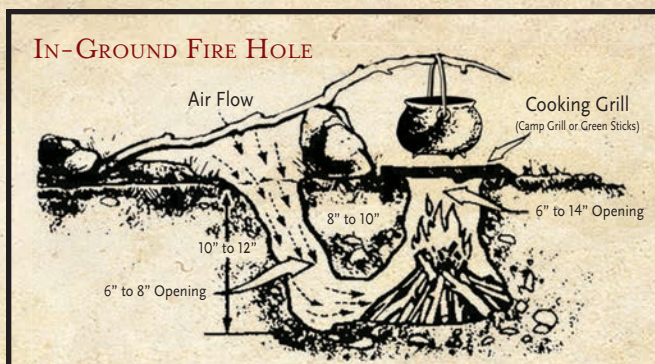 In-Ground Fire Hole
Air Flow
Cooking Grill
(Camp Grill or Green Sticks)
8” to 10”
6” to 14” Opening
10” to 12”
6” to 8” Opening